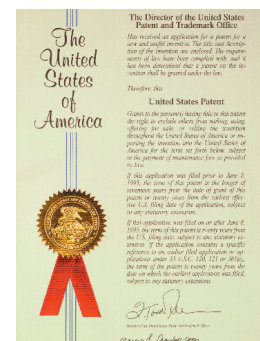 The
United
States
of
America
The Director of the United States
Patent and Trademark Office
Has received an application for a patent for a
new and useful invention. The title and descrip-
tion of the invention are enclosed. The require-
ments of law have been complied with, and it
has been determined that a patent on the in-
vention shall be granted under the law.
Therefore, this
United States Patent
Grants to the person(s) having title to this patent
the right to exclude others from making, using,
offering for sale, or selling the invention
throughout the United States of America or im-
porting the invention into the United States of
America for the term set forth below, subject
to the payment of maintenance fees as provided
by law.
If this application was filed prior to June 8,
1995, the term of this patent is the longer of
seventeen years from the date of grant of this
patent or twenty years from the earliest effec-
tive U.S. filing date of the application, subject
to any statutory extension.
If this application was filed on or after June 8,
1995, the term of this patent is twenty years from
the U.S. filing date, subject to any statutory ex-
tension. If the application contains a specific
reference to an earlier filed application or ap-
plications under 35 U.S.C. 120, 121 or 365(c),
the term of the patent is twenty years from the
date on which the earliest application was filed,
subject to any statutory extensions.